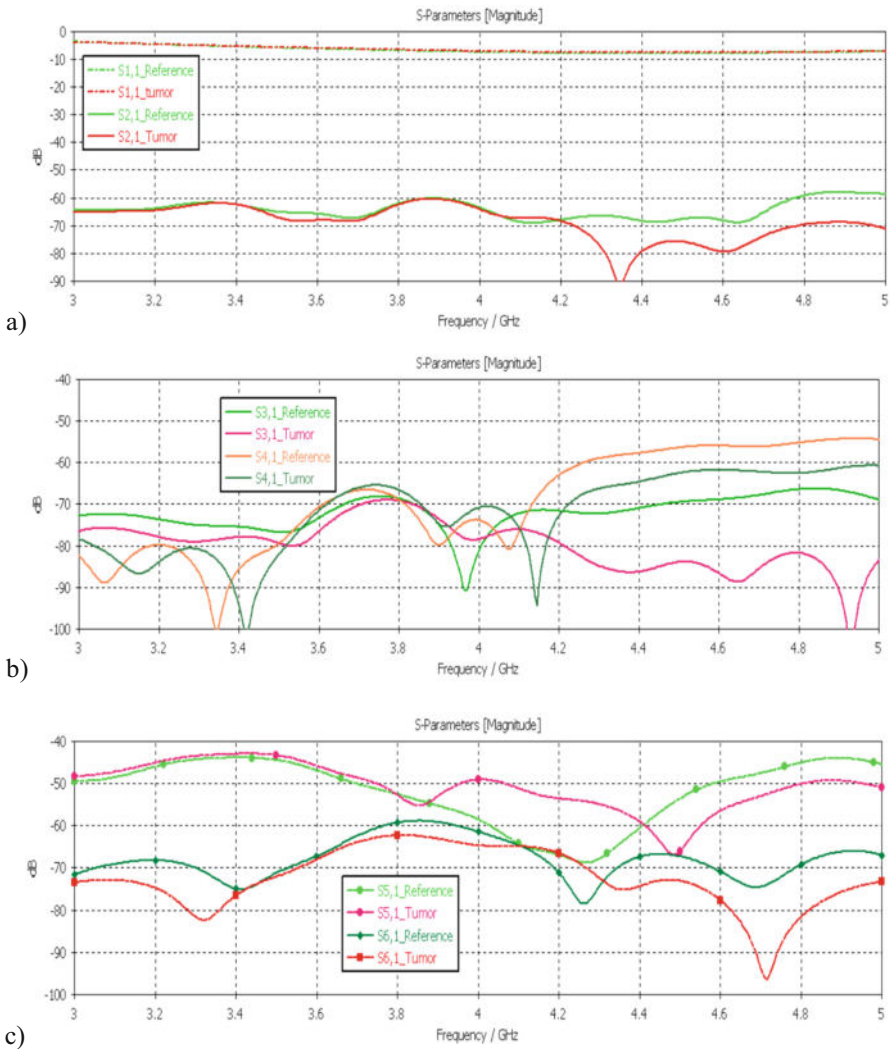 S-Parameters [Magnitude]
0
-10
-20
-30
-40
-50
-60
-70
-80
-90
dB
S1,1_Reference
S1,1_tumor
S2,1_Reference
S2,1_Tumor
3 3.2 3.4 3.6 3.8 4 4.2 4.4 4.6 4.8 5
Frequency / GHz
a)
S-Parameters [Magnitude]
-40
-50
-60
-70
-80
-90
-100
dB
S3,1_Reference
S3,1_Tumor
S4,1_Reference
S4,1_Tumor
3 3.2 3.4 3.6 3.8 4 4.2 4.4 4.6 4.8 5
Frequency / GHz
b)
S-Parameters [Magnitude]
-40
-50
-60
-70
-80
-90
-100
dB
S5,1_Reference
S5,1_Tumor
S6,1_Reference
S6,1_Tumor
3 3.2 3.4 3.6 3.8 4 4.2 4.4 4.6 4.8 5
Frequency / GHz
c)